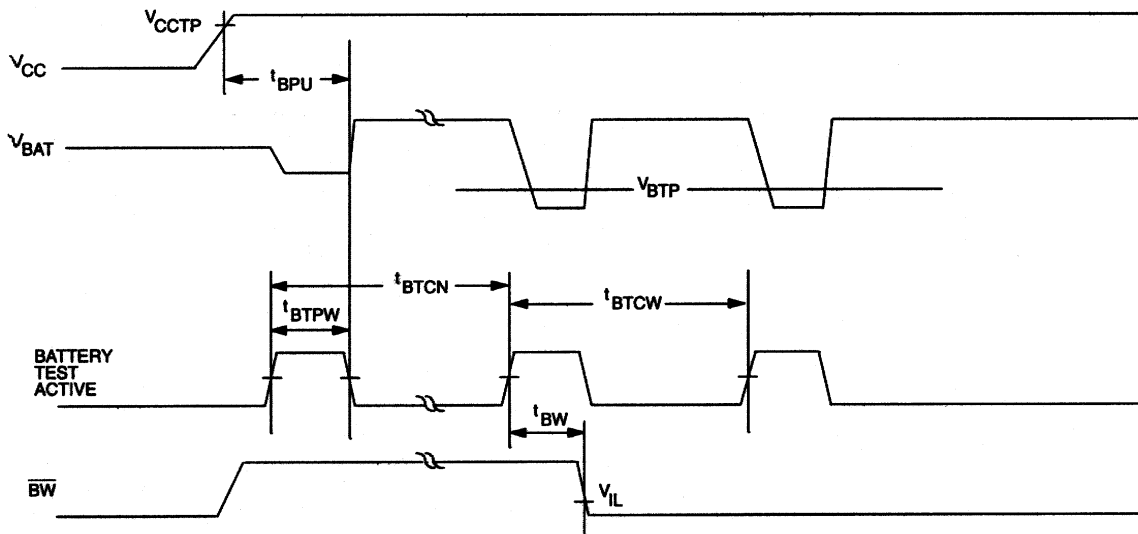 VCCTP
VCC
tBPU
VBAT
VBTP
tBTCN
tBTCW
tBTPW
BATTERY
TEST
ACTIVE
tBW
BW
VIL